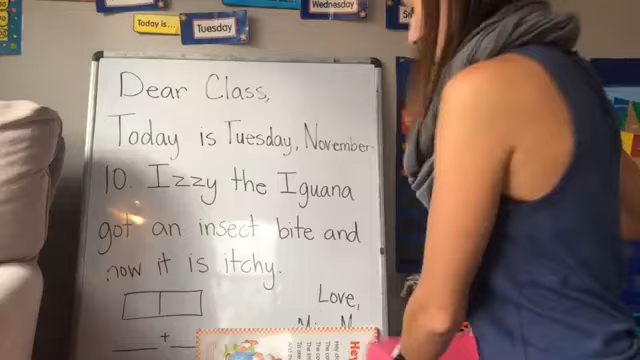 Wednesday
Today is...
Tuesday
Dear Class,
Today is Tuesday, November
10. Izzy the Iguana
got an insect bite and
now it is itchy.
Love,
+